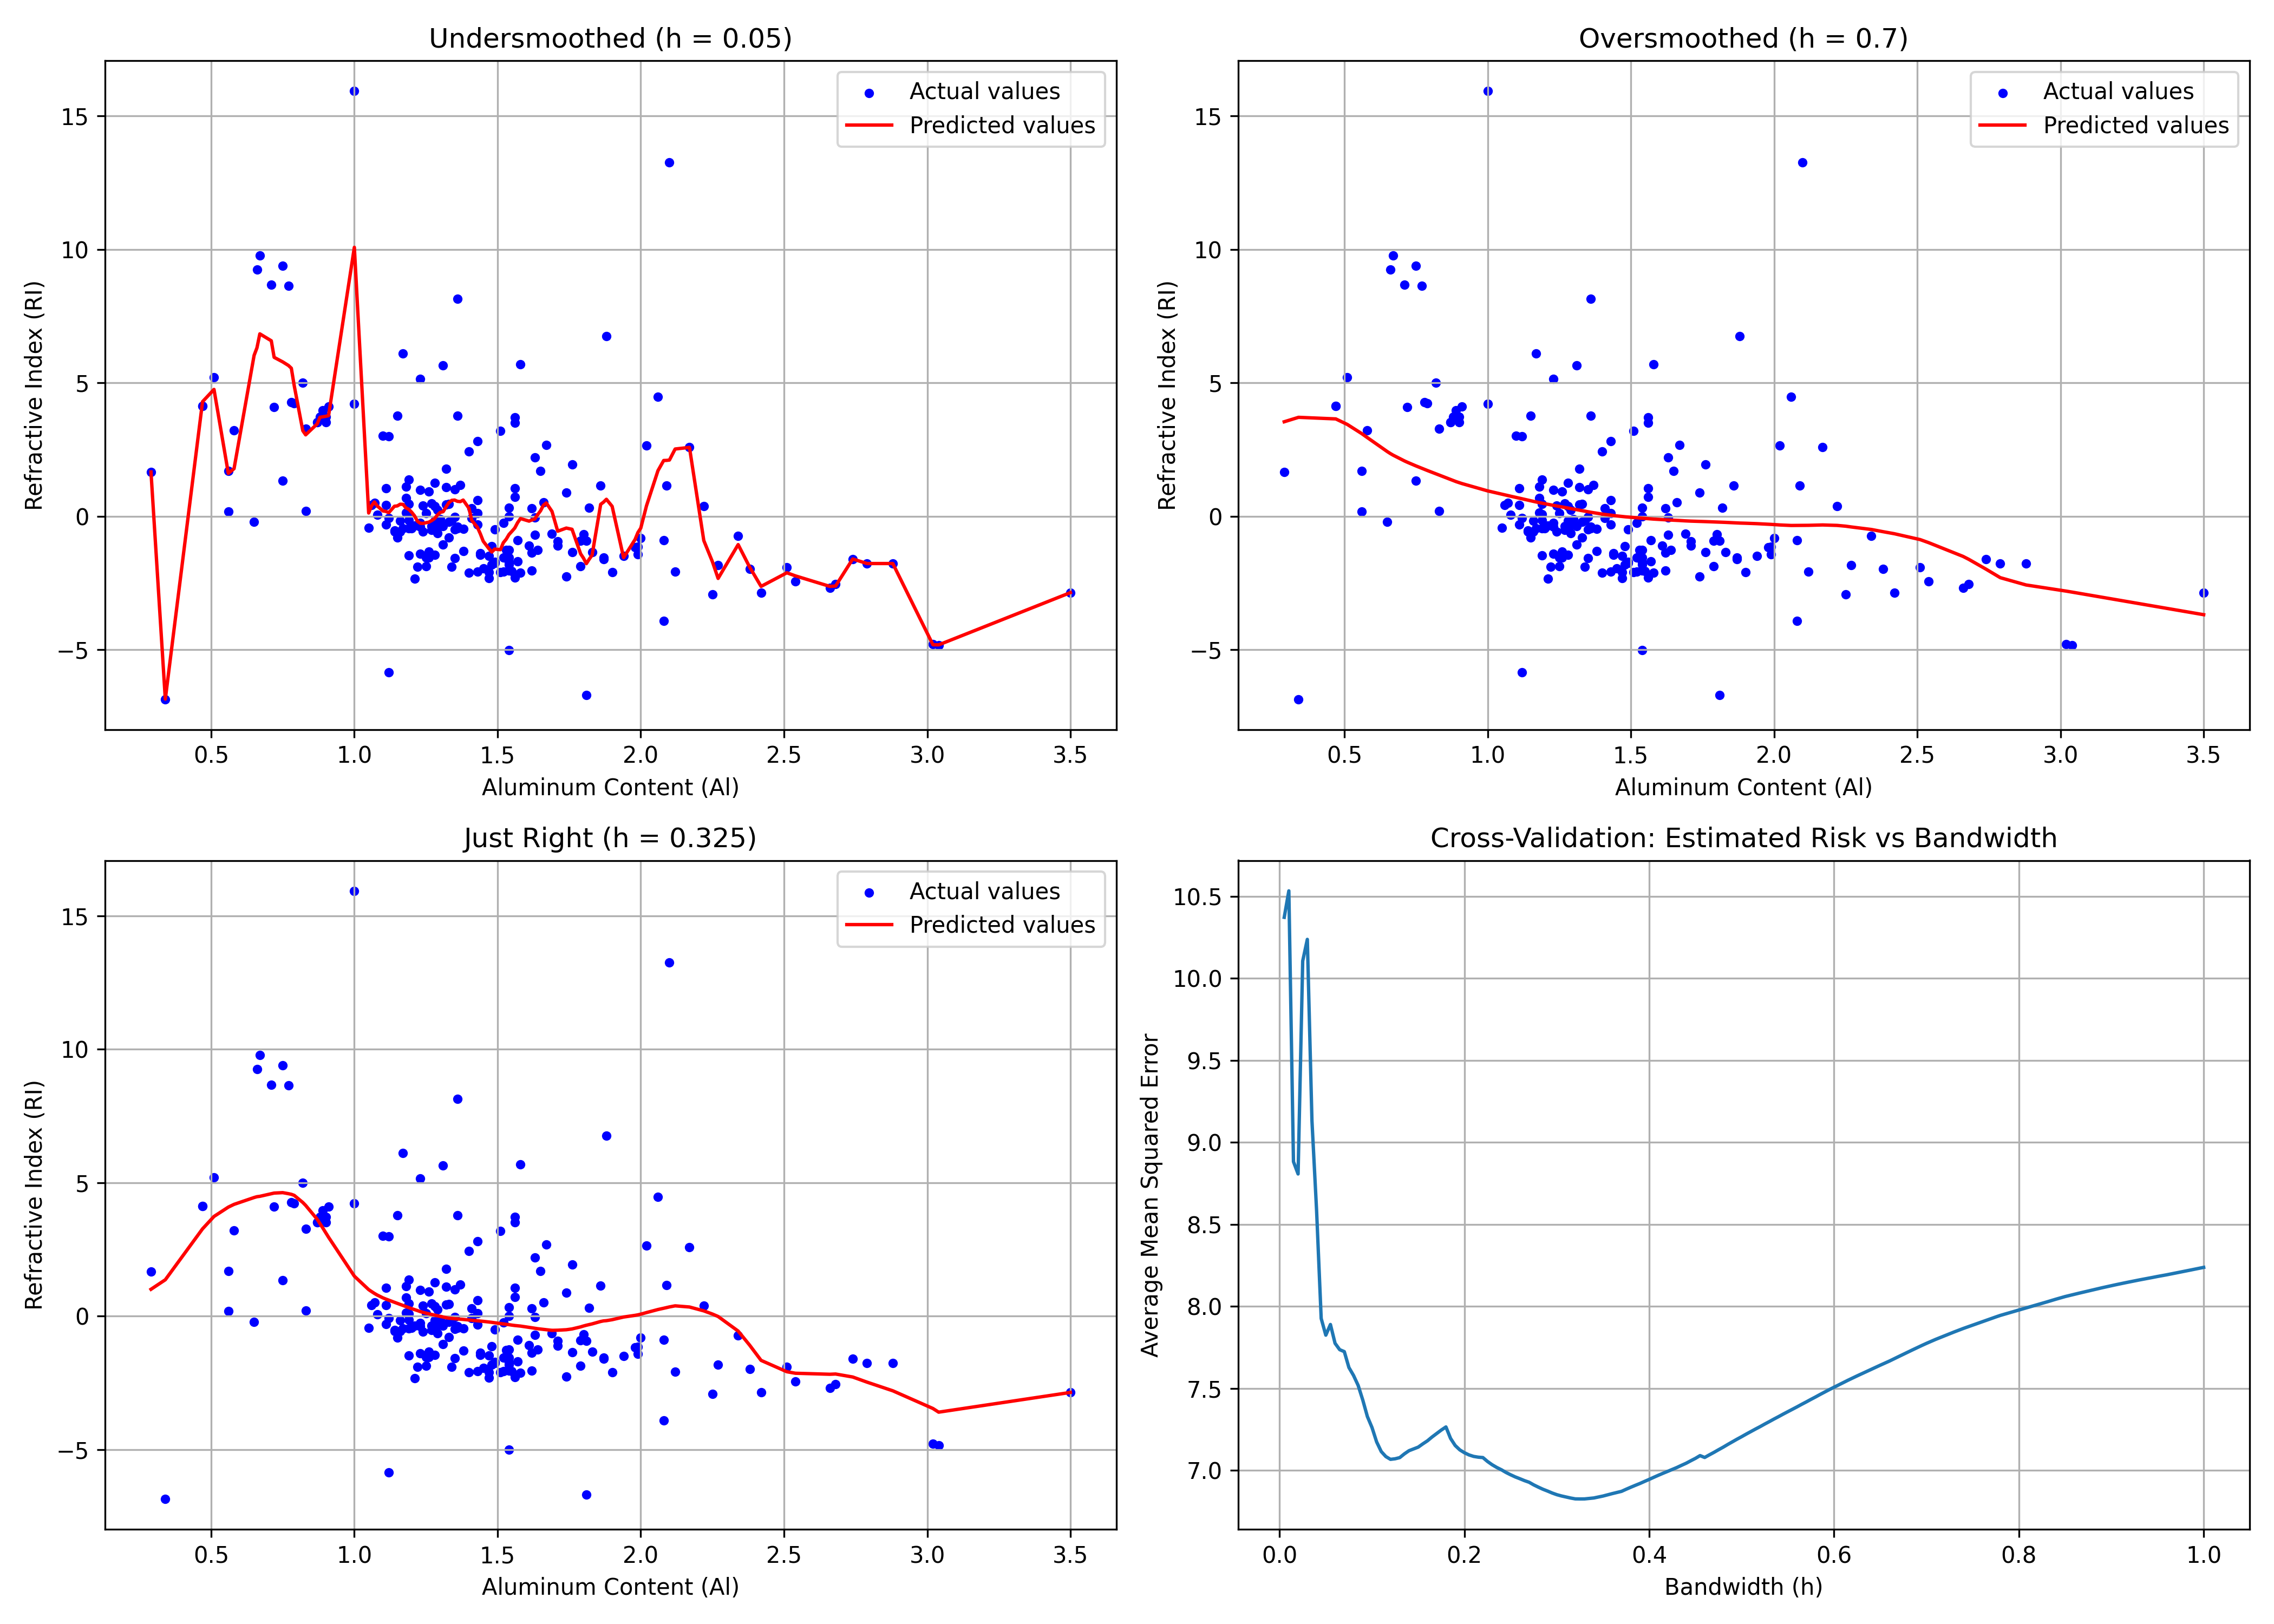 Undersmoothed (h = 0.05)
Refractive Index (RI)
15
10
5
0
−5
Actual values
Predicted values
0.5 1.0 1.5 2.0 2.5 3.0 3.5
Aluminum Content (Al)
Oversmoothed (h = 0.7)
Refractive Index (RI)
15
10
5
0
−5
Actual values
Predicted values
0.5 1.0 1.5 2.0 2.5 3.0 3.5
Aluminum Content (Al)
Just Right (h = 0.325)
Refractive Index (RI)
15
10
5
0
−5
Actual values
Predicted values
0.5 1.0 1.5 2.0 2.5 3.0 3.5
Aluminum Content (Al)
Cross-Validation: Estimated Risk vs Bandwidth
Average Mean Squared Error
10.5
10.0
9.5
9.0
8.5
8.0
7.5
7.0
0.0 0.2 0.4 0.6 0.8 1.0
Bandwidth (h)